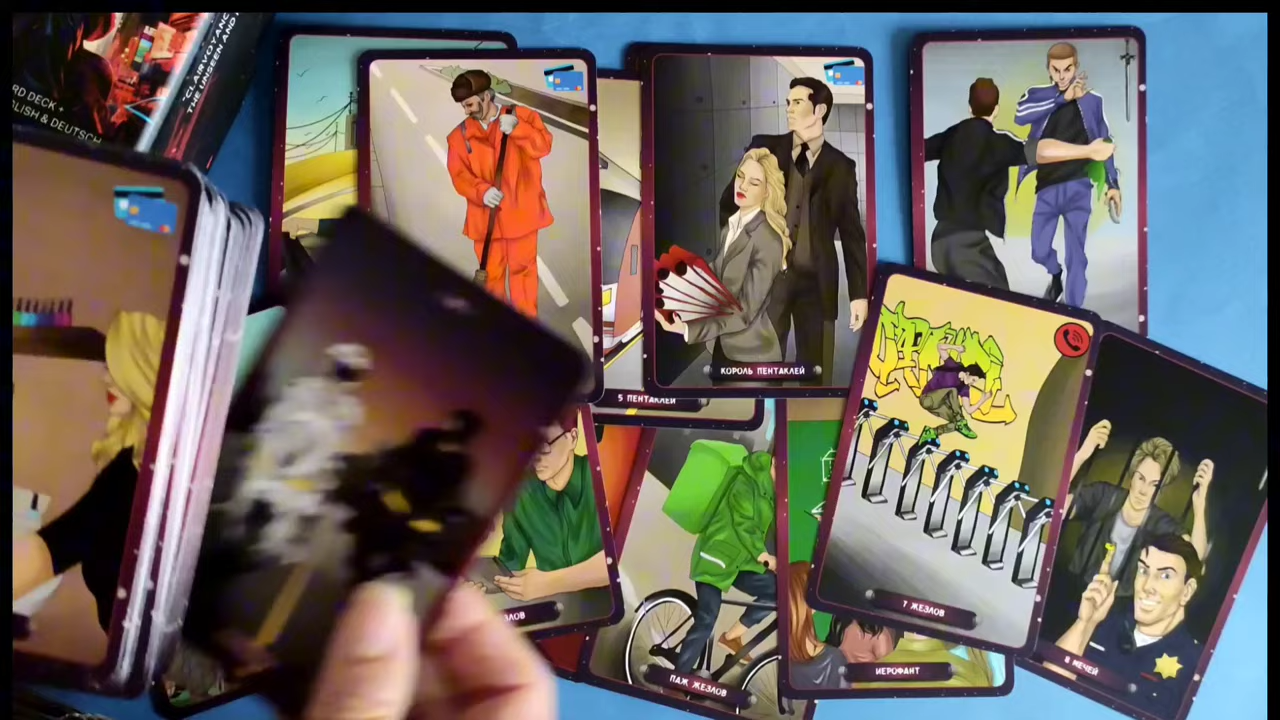 "CLAIRVOYANC
THE UNSEEN AND
RD DECK +
LISH & DEUTSCH
КОРОЛЬ ПЕНТАКЛЕЙ
5 ПЕНТАКЛЕЙ
ЗЛОВ
7 ЖЕЗЛОВ
ПАЖ ЖЕЗЛОВ
ИЕРОФАНТ
8 МЕЧЕЙ